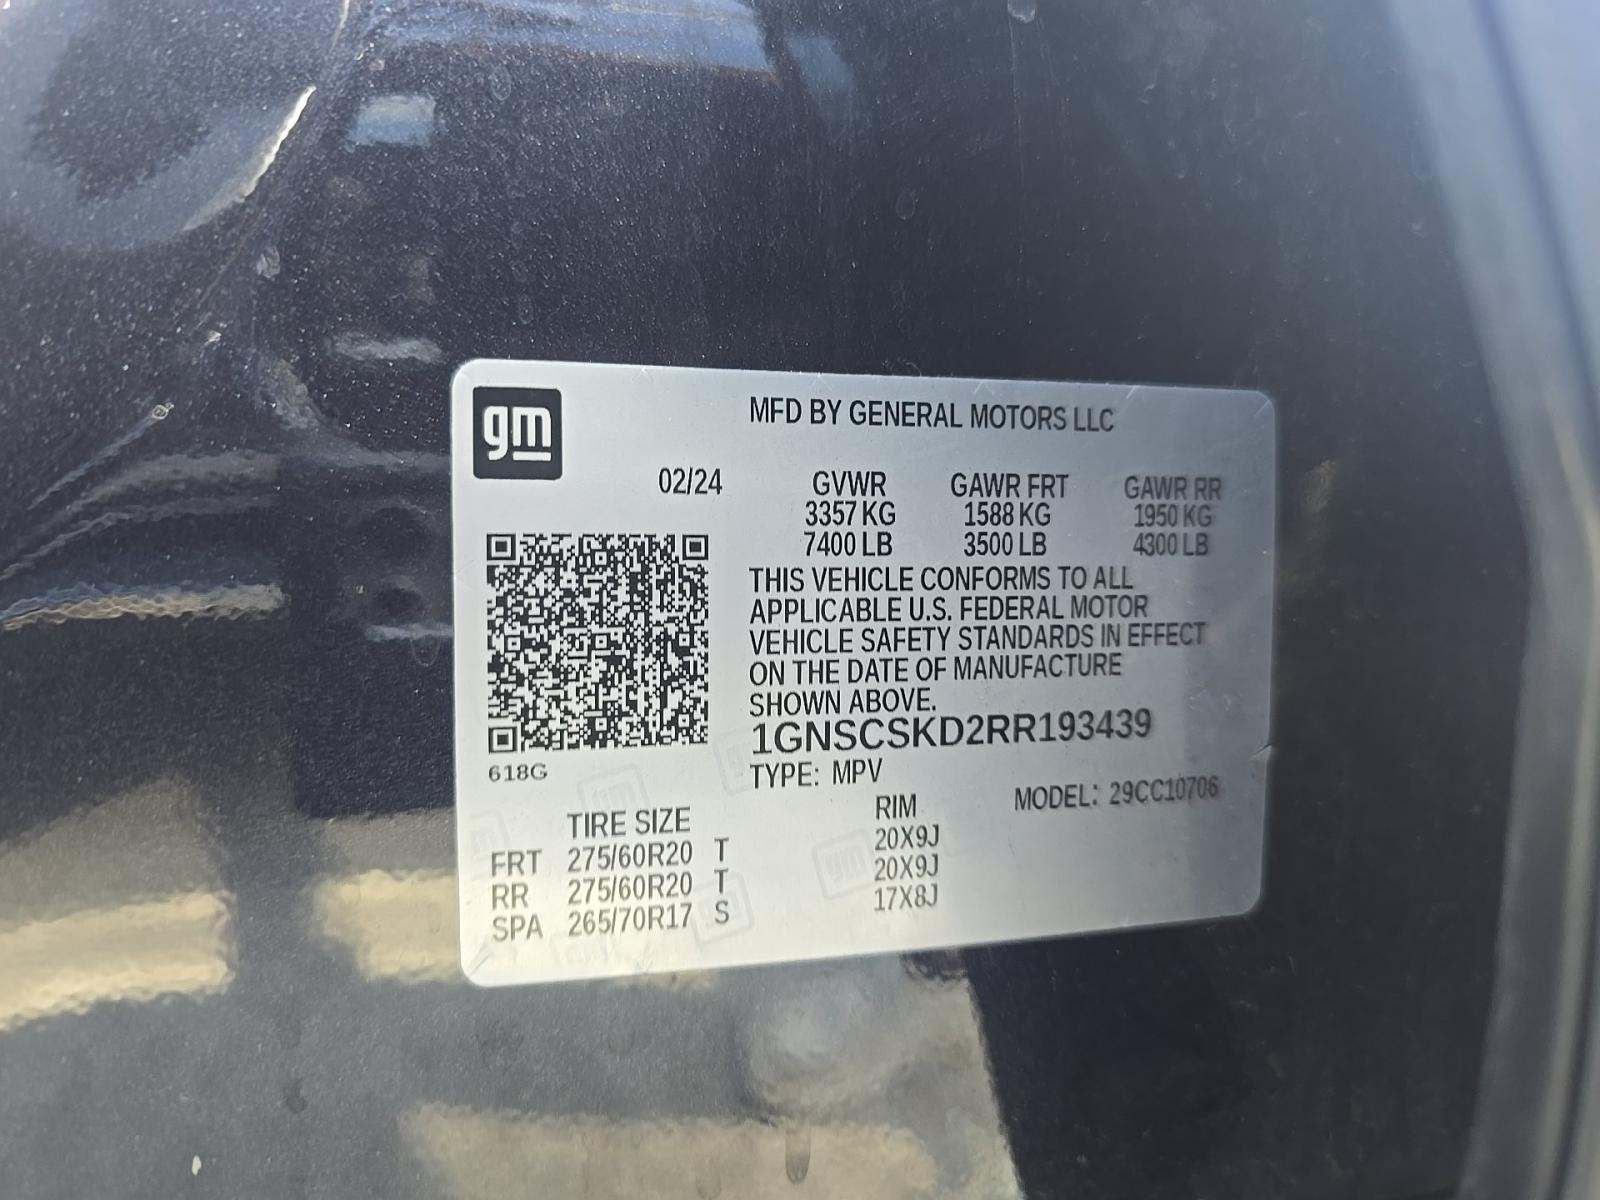 gm
MFD BY GENERAL MOTORS LLC
02/24 GVWR GAWR FRT GAWR RR
3357 KG 1588 KG 1950 KG
7400 LB 3500 LB 4300 LB
THIS VEHICLE CONFORMS TO ALL
APPLICABLE U.S. FEDERAL MOTOR
VEHICLE SAFETY STANDARDS IN EFFECT
ON THE DATE OF MANUFACTURE
SHOWN ABOVE.
1GNSCSKD2RR193439
618G
TYPE: MPV
MODEL: 29CC10706
TIRE SIZE RIM
FRT 275/60R20 T 20X9J
RR 275/60R20 T 20X9J
SPA 265/70R17 S 17X8J